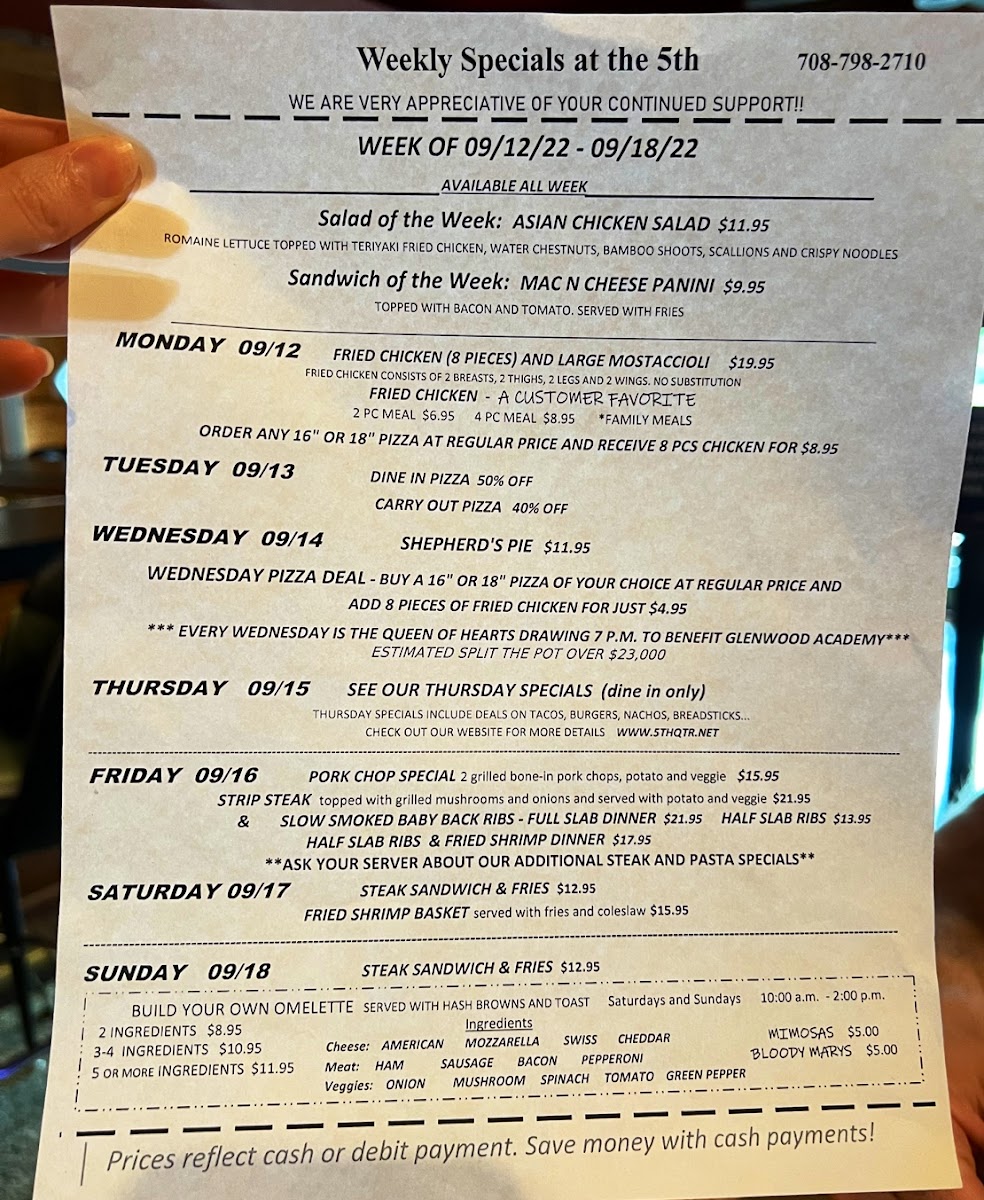 Weekly Specials at the 5th 708-798-2710
WE ARE VERY APPRECIATIVE OF YOUR CONTINUED SUPPORT!!
WEEK OF 09/12/22 - 09/18/22
AVAILABLE ALL WEEK
Salad of the Week: ASIAN CHICKEN SALAD $11.95
ROMAINE LETTUCE TOPPED WITH TERIYAKI FRIED CHICKEN, WATER CHESTNUTS, BAMBOO SHOOTS, SCALLIONS AND CRISPY NOODLES
Sandwich of the Week: MAC N CHEESE PANINI $9.95
TOPPED WITH BACON AND TOMATO. SERVED WITH FRIES
MONDAY 09/12 FRIED CHICKEN (8 PIECES) AND LARGE MOSTACCIOLI $19.95
FRIED CHICKEN CONSISTS OF 2 BREASTS, 2 THIGHS, 2 LEGS AND 2 WINGS. NO SUBSTITUTION
FRIED CHICKEN - A CUSTOMER FAVORITE
2 PC MEAL $6.95 4 PC MEAL $8.95 *FAMILY MEALS
ORDER ANY 16" OR 18" PIZZA AT REGULAR PRICE AND RECEIVE 8 PCS CHICKEN FOR $8.95
TUESDAY 09/13 DINE IN PIZZA 50% OFF
CARRY OUT PIZZA 40% OFF
WEDNESDAY 09/14 SHEPHERD'S PIE $11.95
WEDNESDAY PIZZA DEAL - BUY A 16" OR 18" PIZZA OF YOUR CHOICE AT REGULAR PRICE AND
ADD 8 PIECES OF FRIED CHICKEN FOR JUST $4.95
*** EVERY WEDNESDAY IS THE QUEEN OF HEARTS DRAWING 7 P.M. TO BENEFIT GLENWOOD ACADEMY***
ESTIMATED SPLIT THE POT OVER $23,000
THURSDAY 09/15 SEE OUR THURSDAY SPECIALS (dine in only)
THURSDAY SPECIALS INCLUDE DEALS ON TACOS, BURGERS, NACHOS, BREADSTICKS...
CHECK OUT OUR WEBSITE FOR MORE DETAILS WWW.5THQTR.NET
FRIDAY 09/16 PORK CHOP SPECIAL 2 grilled bone-in pork chops, potato and veggie $15.95
STRIP STEAK topped with grilled mushrooms and onions and served with potato and veggie $21.95
& SLOW SMOKED BABY BACK RIBS - FULL SLAB DINNER $21.95 HALF SLAB RIBS $13.95
HALF SLAB RIBS & FRIED SHRIMP DINNER $17.95
**ASK YOUR SERVER ABOUT OUR ADDITIONAL STEAK AND PASTA SPECIALS**
SATURDAY 09/17 STEAK SANDWICH & FRIES $12.95
FRIED SHRIMP BASKET served with fries and coleslaw $15.95
SUNDAY 09/18 STEAK SANDWICH & FRIES $12.95
BUILD YOUR OWN OMELETTE SERVED WITH HASH BROWNS AND TOAST Saturdays and Sundays 10:00 a.m. - 2:00 p.m.
2 INGREDIENTS $8.95 Ingredients
3-4 INGREDIENTS $10.95 Cheese: AMERICAN MOZZARELLA SWISS CHEDDAR MIMOSAS $5.00
5 OR MORE INGREDIENTS $11.95 Meat: HAM SAUSAGE BACON PEPPERONI BLOODY MARYS $5.00
Veggies: ONION MUSHROOM SPINACH TOMATO GREEN PEPPER
Prices reflect cash or debit payment. Save money with cash payments!